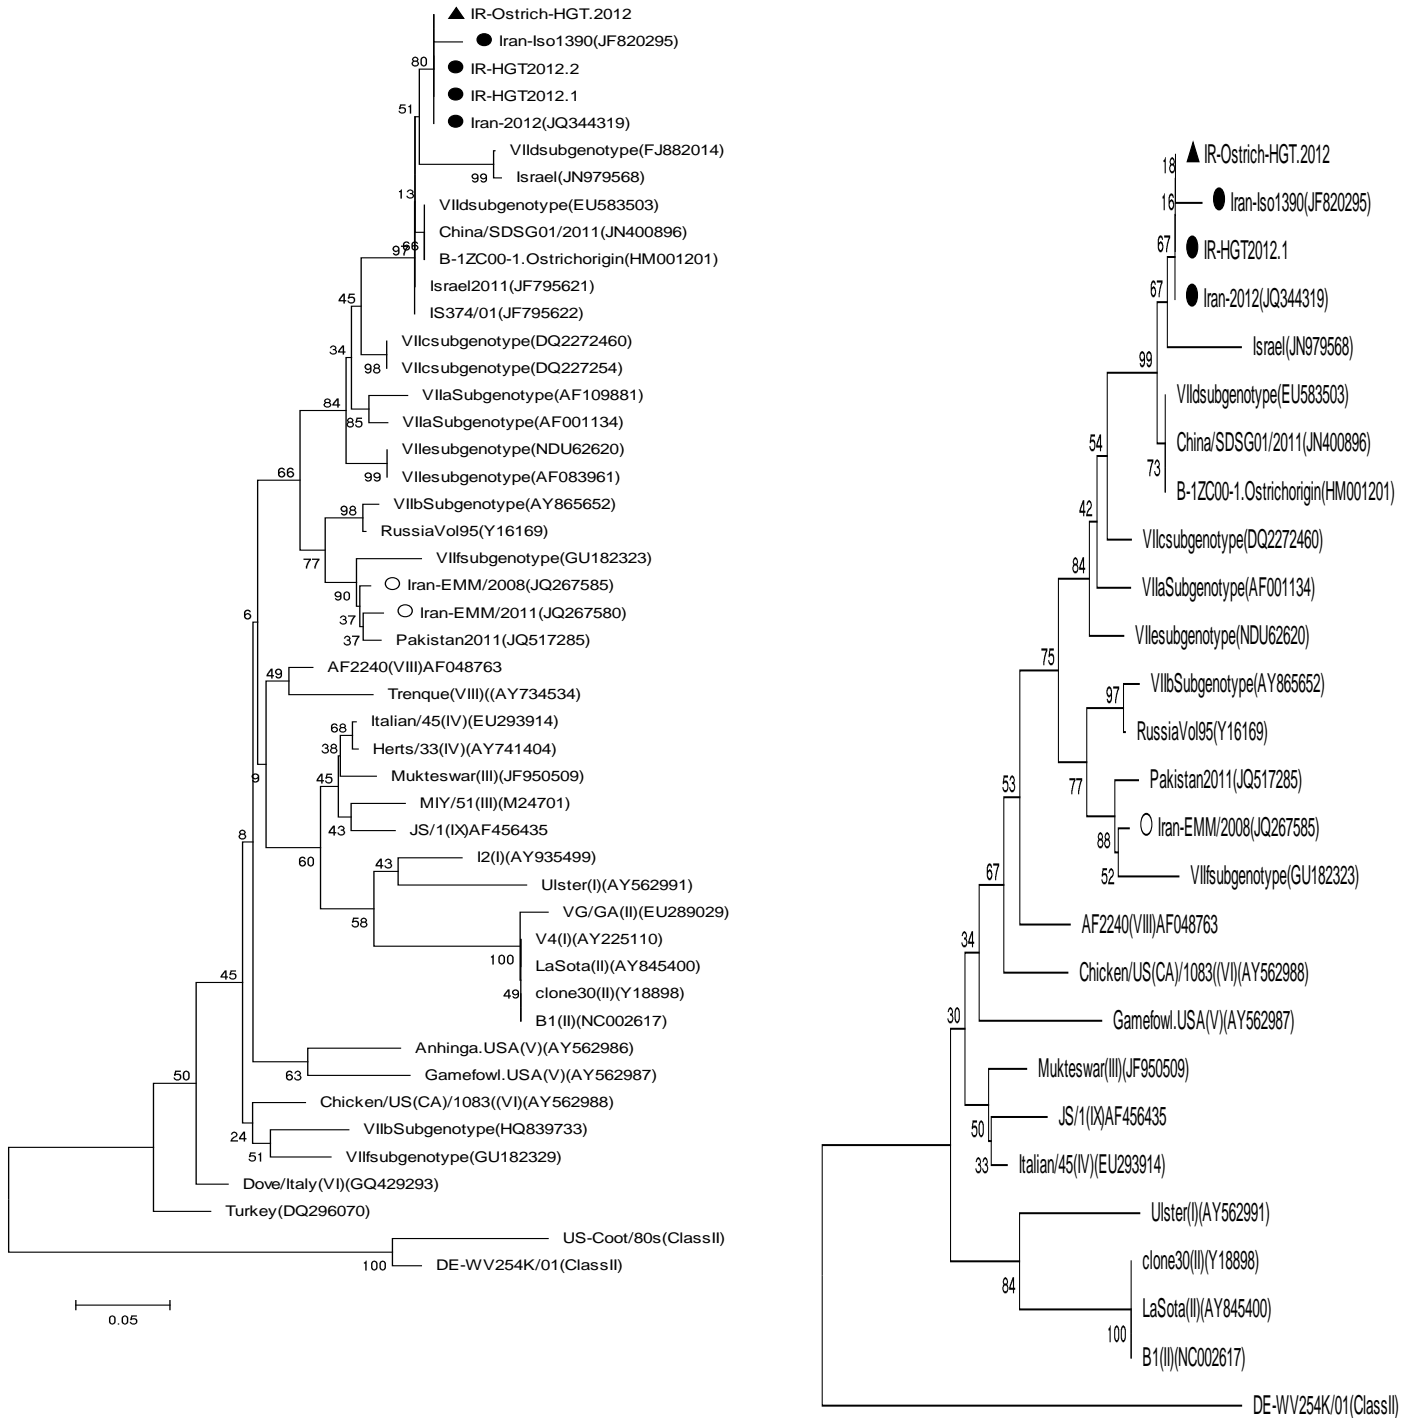 IR-Ostrich-HGT.2012
Iran-Iso1390(JF820295)
80
IR-HGT2012.2
IR-HGT2012.1
51
Iran-2012(JQ344319)
VIIdsubgenotype(FJ882014)
99
Israel(JN979568)
13
VIIdsubgenotype(EU583503)
China/SDSG01/2011(JN400896)
97
66
B-1ZC00-1.Ostrichorigin(HM001201)
Israel2011(JF795621)
45
IS374/01(JF795622)
VIIcsubgenotype(DQ2272460)
34
98
VIIcsubgenotype(DQ227254)
VIIaSubgenotype(AF109881)
84
85
VIIaSubgenotype(AF001134)
VIIesubgenotype(NDU62620)
66
99
VIIesubgenotype(AF083961)
VIIbSubgenotype(AY865652)
98
RussiaVol95(Y16169)
77
VIIfsubgenotype(GU182323)
Iran-EMM/2008(JQ267585)
90
6
Iran-EMM/2011(JQ267580)
37
37
Pakistan2011(JQ517285)
AF2240(VIII)AF048763
49
Trenque(VIII)((AY734534)
Italian/45(IV)(EU293914)
68
38
Herts/33(IV)(AY741404)
9
45
Mukteswar(III)(JF950509)
MIY/51(III)(M24701)
8
43
JS/1(IX)AF456435
60
I2(I)(AY935499)
43
Ulster(I)(AY562991)
58
VG/GA(II)(EU289029)
V4(I)(AY225110)
100
LaSota(II)(AY845400)
45
49
clone30(II)(Y18898)
B1(II)(NC002617)
Anhinga.USA(V)(AY562986)
50
63
Gamefowl.USA(V)(AY562987)
Chicken/US(CA)/1083((VI)(AY562988)
24
VIIbSubgenotype(HQ839733)
51
VIIfsubgenotype(GU182329)
Dove/Italy(VI)(GQ429293)
Turkey(DQ296070)
US-Coot/80s(ClassII)
100
DE-WV254K/01(ClassII)
0.05
IR-Ostrich-HGT.2012
18
16
Iran-Iso1390(JF820295)
67
IR-HGT2012.1
67
Iran-2012(JQ344319)
Israel(JN979568)
99
VIIdsubgenotype(EU583503)
54
China/SDSG01/2011(JN400896)
73
B-1ZC00-1.Ostrichorigin(HM001201)
42
VIIcsubgenotype(DQ2272460)
84
VIIaSubgenotype(AF001134)
VIIesubgenotype(NDU62620)
75
VIIbSubgenotype(AY865652)
97
RussiaVol95(Y16169)
77
Pakistan2011(JQ517285)
53
Iran-EMM/2008(JQ267585)
88
52
VIIfsubgenotype(GU182323)
67
AF2240(VIII)AF048763
34
Chicken/US(CA)/1083((VI)(AY562988)
30
Gamefowl.USA(V)(AY562987)
Mukteswar(III)(JF950509)
JS/1(IX)AF456435
50
33
Italian/45(IV)(EU293914)
Ulster(I)(AY562991)
clone30(II)(Y18898)
84
LaSota(II)(AY845400)
100
B1(II)(NC002617)
DE-WV254K/01(ClassII)